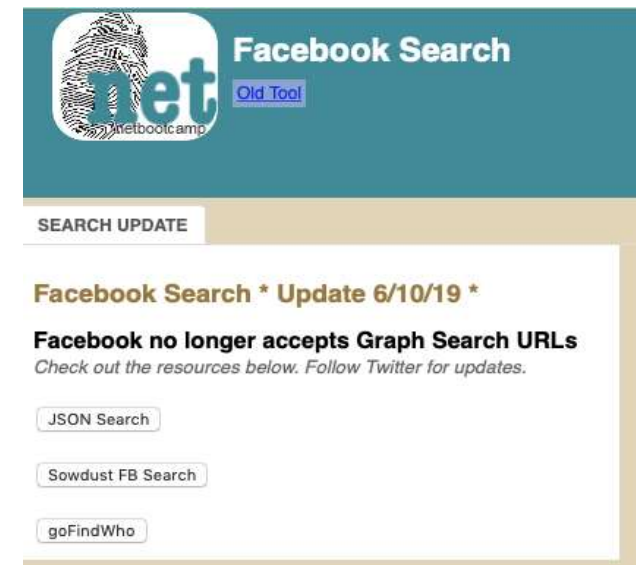 Facebook Search
Old Tool
net
netbootcamp
SEARCH UPDATE
Facebook Search * Update 6/10/19 *
Facebook no longer accepts Graph Search URLs
Check out the resources below. Follow Twitter for updates.
JSON Search
Sowdust FB Search
goFindWho